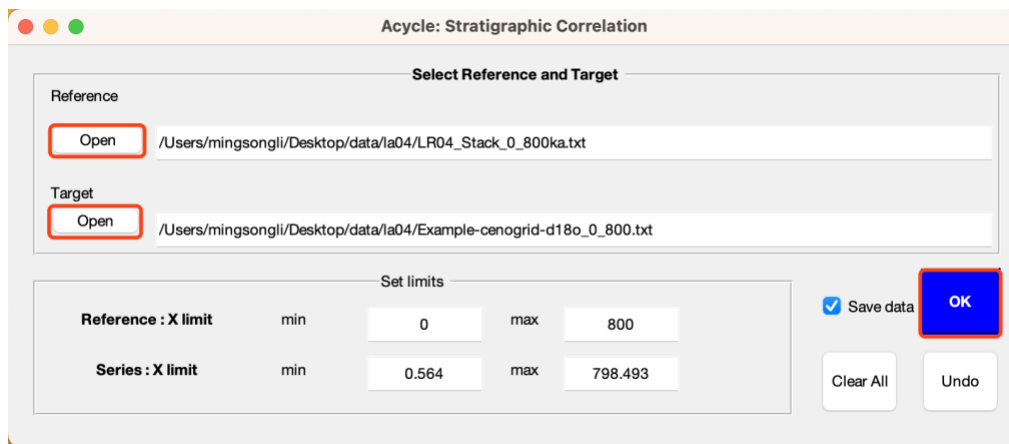 Acycle: Stratigraphic Correlation
Select Reference and Target
Reference
Open /Users/mingsongli/Desktop/data/la04/LR04_Stack_0_800ka.txt
Target
Open /Users/mingsongli/Desktop/data/la04/Example-cenogrid-d18o_0_800.txt
Set limits
Reference : X limit min 0 max 800
Series : X limit min 0.564 max 798.493
Save data OK
Clear All Undo